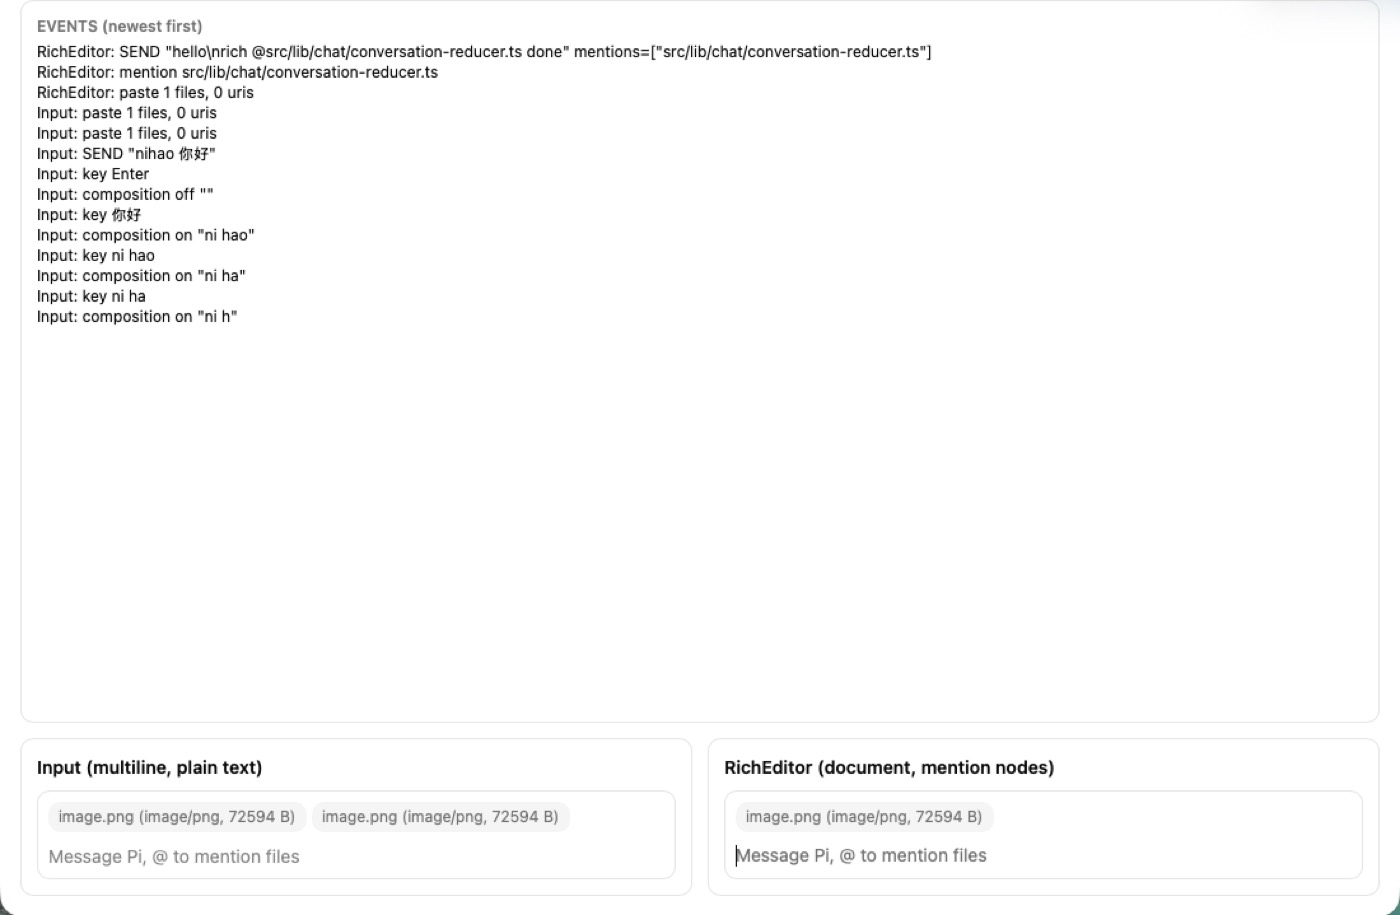 EVENTS (newest first)
RichEditor: SEND "hello\nrich @src/lib/chat/conversation-reducer.ts done" mentions=["src/lib/chat/conversation-reducer.ts"]
RichEditor: mention src/lib/chat/conversation-reducer.ts
RichEditor: paste 1 files, 0 uris
Input: paste 1 files, 0 uris
Input: paste 1 files, 0 uris
Input: SEND "nihao 你好"
Input: key Enter
Input: composition off ""
Input: key 你好
Input: composition on "ni hao"
Input: key ni hao
Input: composition on "ni ha"
Input: key ni ha
Input: composition on "ni h"
Input (multiline, plain text)
image.png (image/png, 72594 B) image.png (image/png, 72594 B)
Message Pi, @ to mention files
RichEditor (document, mention nodes)
image.png (image/png, 72594 B)
Message Pi, @ to mention files